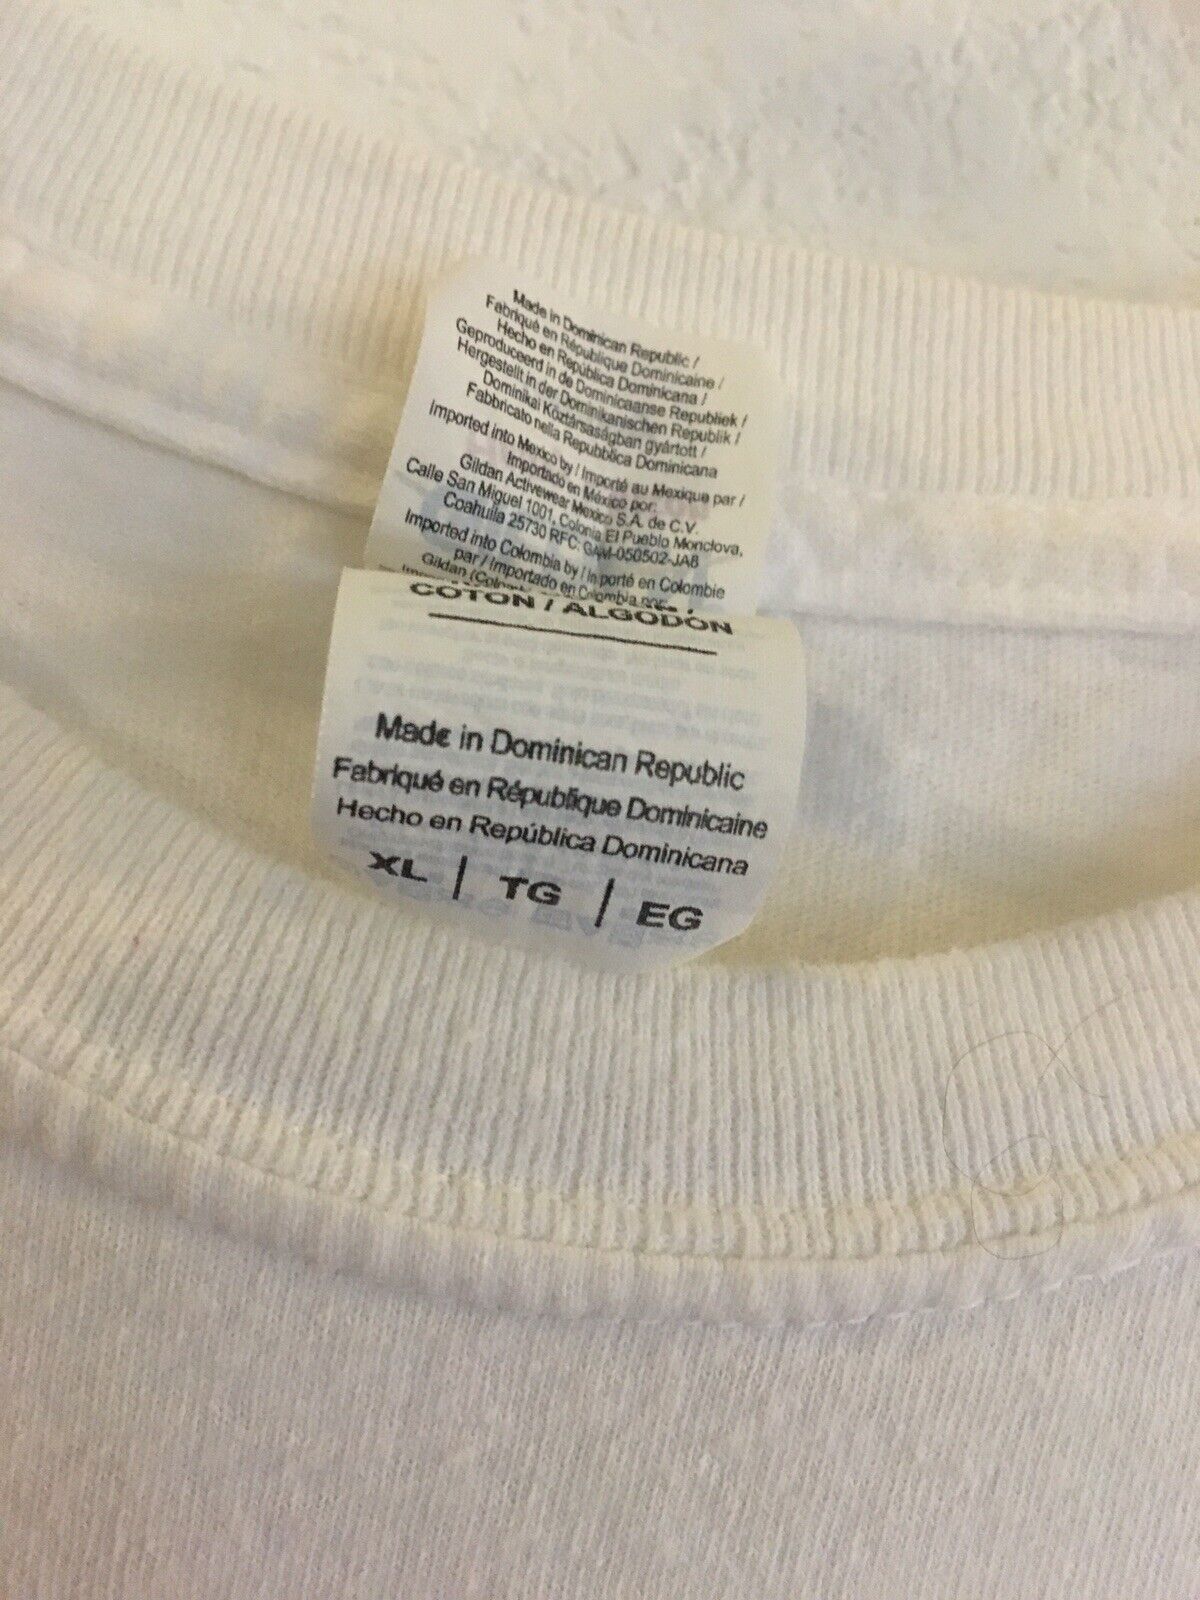 Made in Dominican Republic /
Fabriqué en République Dominicaine /
Hecho en República Dominicana /
Geproduceerd in de Dominicaanse Republiek /
Hergestellt in der Dominikanischen Republik /
Dominikai Köztársaságban gyártott /
Fabbricato nella Repubblica Dominicana
Imported into Mexico by / Importé au Mexique par /
Importado en México por:
Gildan Activewear Mexico S.A. de C.V.
Calle San Miguel 1001, Colonia El Pueblo Monclova,
Coahuila 25730 RFC: GAM-050502-JA8
Imported into Colombia by / Importé en Colombie
par / Importado en Colombia por:
Gildan
COTON / ALGODÓN
Made in Dominican Republic
Fabriqué en République Dominicaine
Hecho en República Dominicana
XL | TG | EG